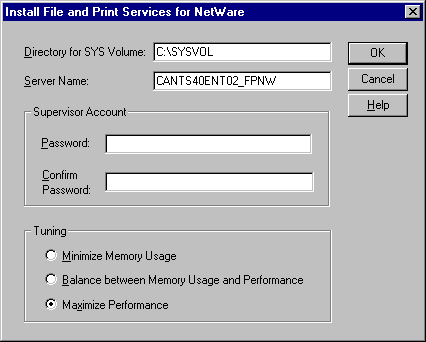 Install File and Print Services for NetWare
Directory for SYS Volume: C:\SYSVOL
OK
Server Name: CANTS40ENT02_FPNW
Cancel
Help
Supervisor Account
Password:
Confirm
Password:
Tuning
Minimize Memory Usage
Balance between Memory Usage and Performance
Maximize Performance